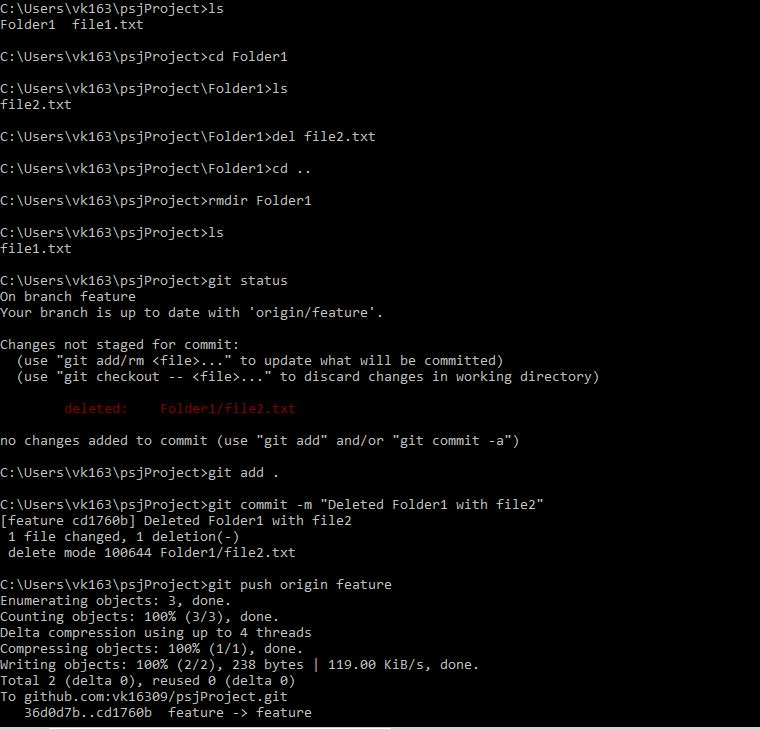 C:\Users\vk163\psjProject>ls
Folder1  file1.txt
C:\Users\vk163\psjProject>cd Folder1
C:\Users\vk163\psjProject\Folder1>ls
file2.txt
C:\Users\vk163\psjProject\Folder1>del file2.txt
C:\Users\vk163\psjProject\Folder1>cd ..
C:\Users\vk163\psjProject>rmdir Folder1
C:\Users\vk163\psjProject>ls
file1.txt
C:\Users\vk163\psjProject>git status
On branch feature
Your branch is up to date with 'origin/feature'.
Changes not staged for commit:
  (use "git add/rm <file>..." to update what will be committed)
  (use "git checkout -- <file>..." to discard changes in working directory)
        deleted:    Folder1/file2.txt
no changes added to commit (use "git add" and/or "git commit -a")
C:\Users\vk163\psjProject>git add .
C:\Users\vk163\psjProject>git commit -m "Deleted Folder1 with file2"
[feature cd1760b] Deleted Folder1 with file2
 1 file changed, 1 deletion(-)
 delete mode 100644 Folder1/file2.txt
C:\Users\vk163\psjProject>git push origin feature
Enumerating objects: 3, done.
Counting objects: 100% (3/3), done.
Delta compression using up to 4 threads
Compressing objects: 100% (1/1), done.
Writing objects: 100% (2/2), 238 bytes | 119.00 KiB/s, done.
Total 2 (delta 0), reused 0 (delta 0)
To github.com:vk16309/psjProject.git
   36d0d7b..cd1760b  feature -> feature